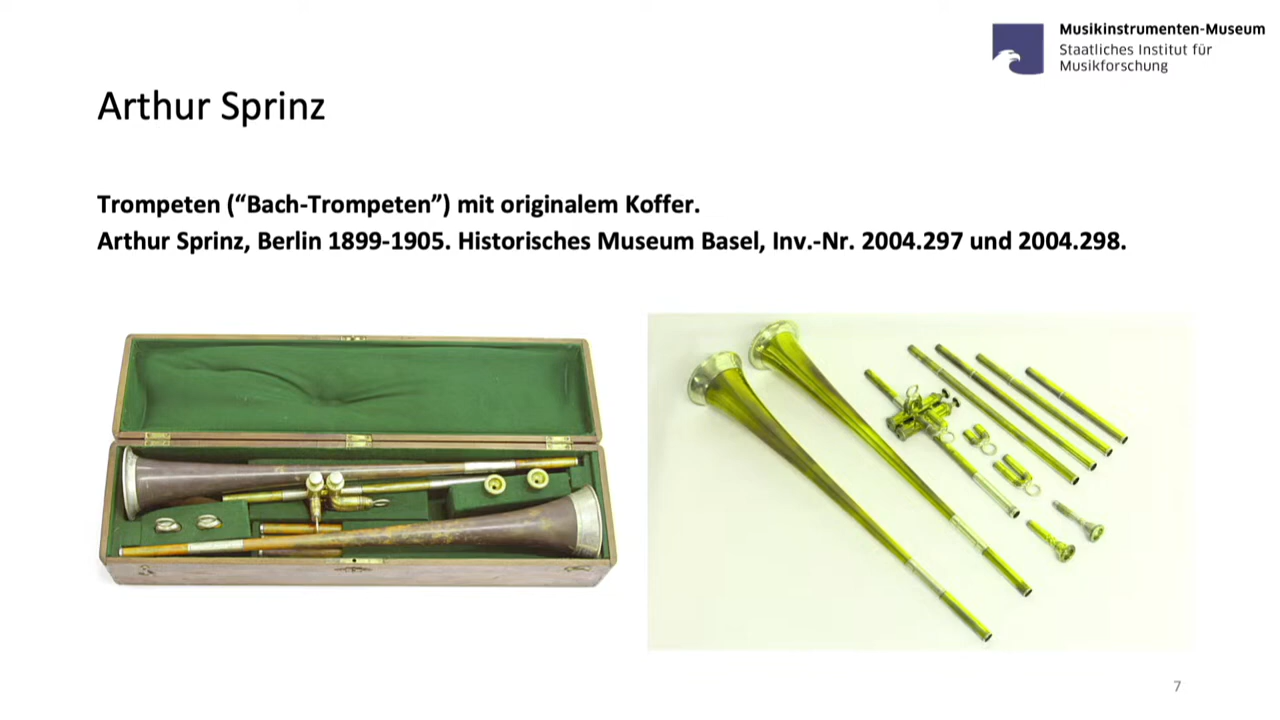 Musikinstrumenten-Museum
Staatliches Institut für
Musikforschung
Arthur Sprinz
Trompeten (“Bach-Trompeten”) mit originalem Koffer.
Arthur Sprinz, Berlin 1899-1905. Historisches Museum Basel, Inv.-Nr. 2004.297 und 2004.298.
7